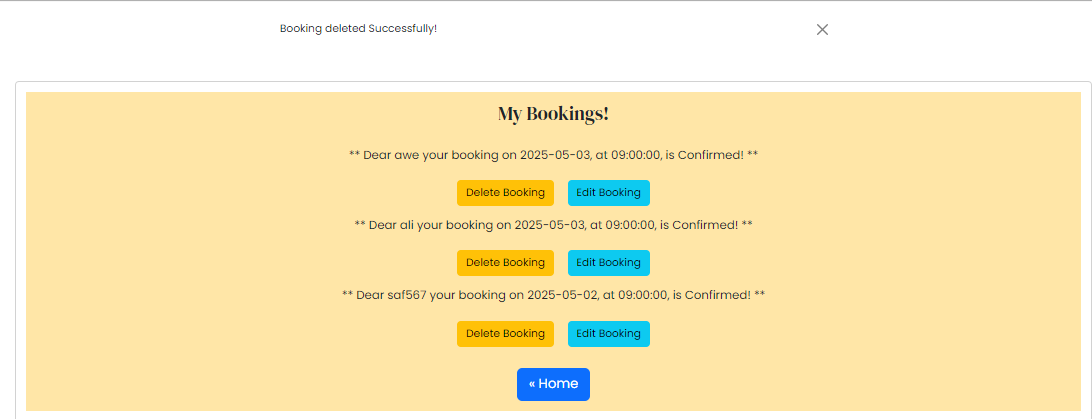 Booking deleted Successfully!
My Bookings!
** Dear awe your booking on 2025-05-03, at 09:00:00, is Confirmed! **
Delete Booking Edit Booking
** Dear ali your booking on 2025-05-03, at 09:00:00, is Confirmed! **
Delete Booking Edit Booking
** Dear saf567 your booking on 2025-05-02, at 09:00:00, is Confirmed! **
Delete Booking Edit Booking
« Home